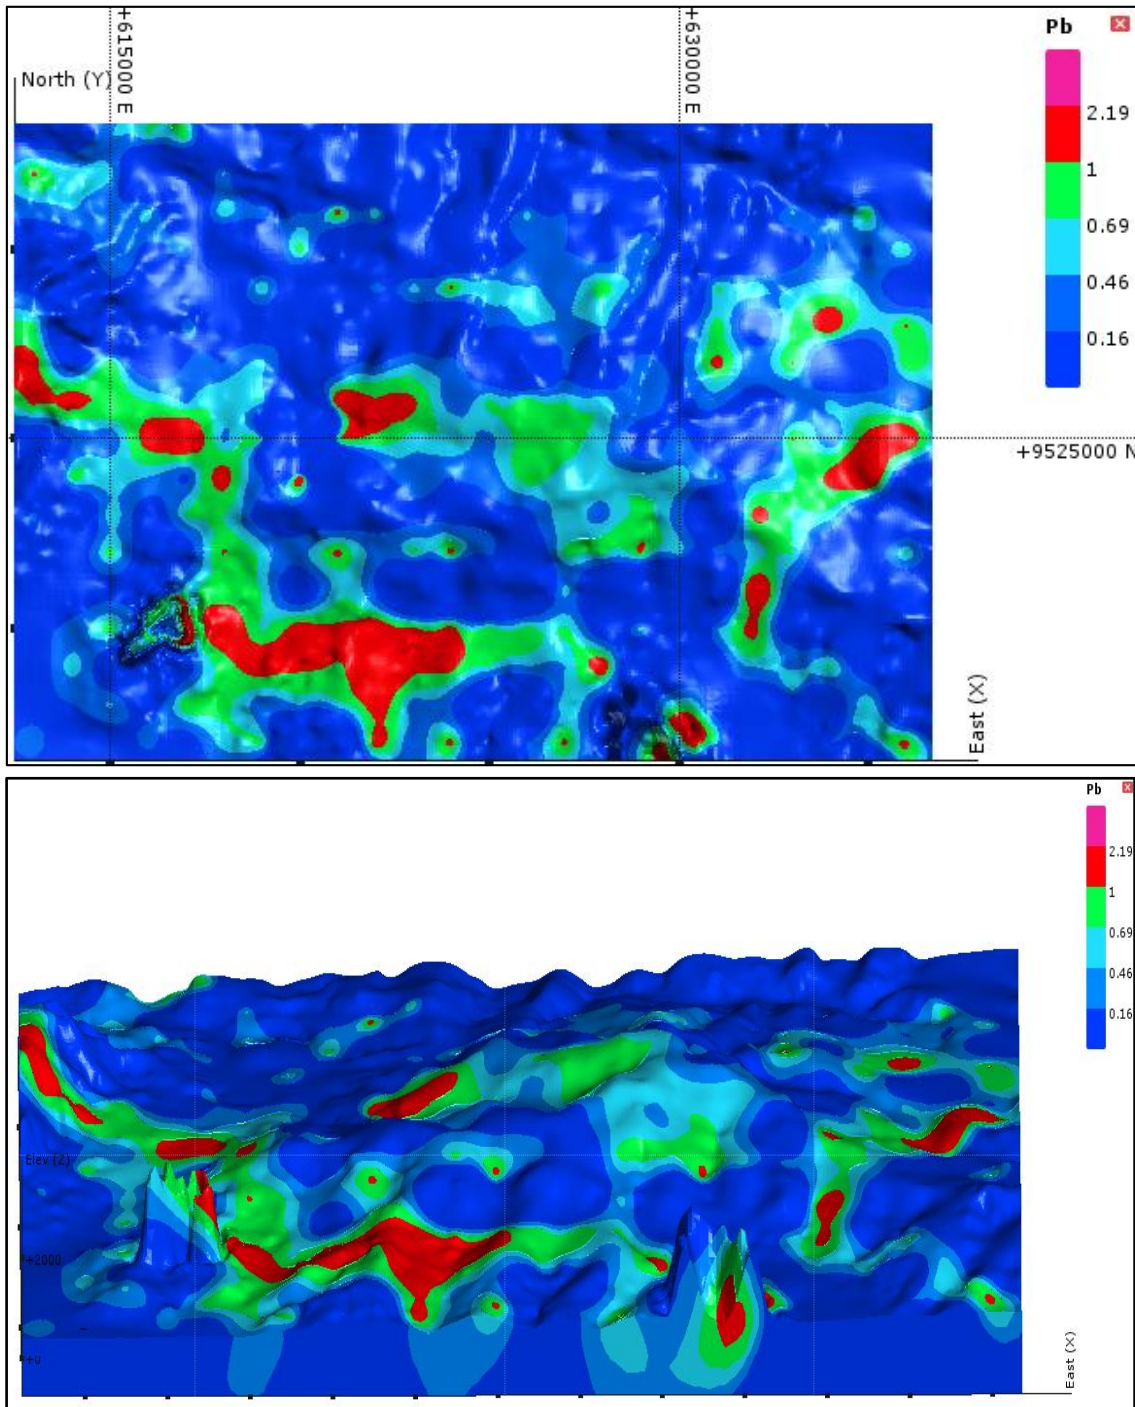 +615000 E
+630000 E
Pb
North (Y)
2.19
1
0.69
0.46
0.16
+9525000 N
East (X)
Pb
2.19
1
0.69
0.46
0.16
Elev (Z)
+2000
+0
East (X)